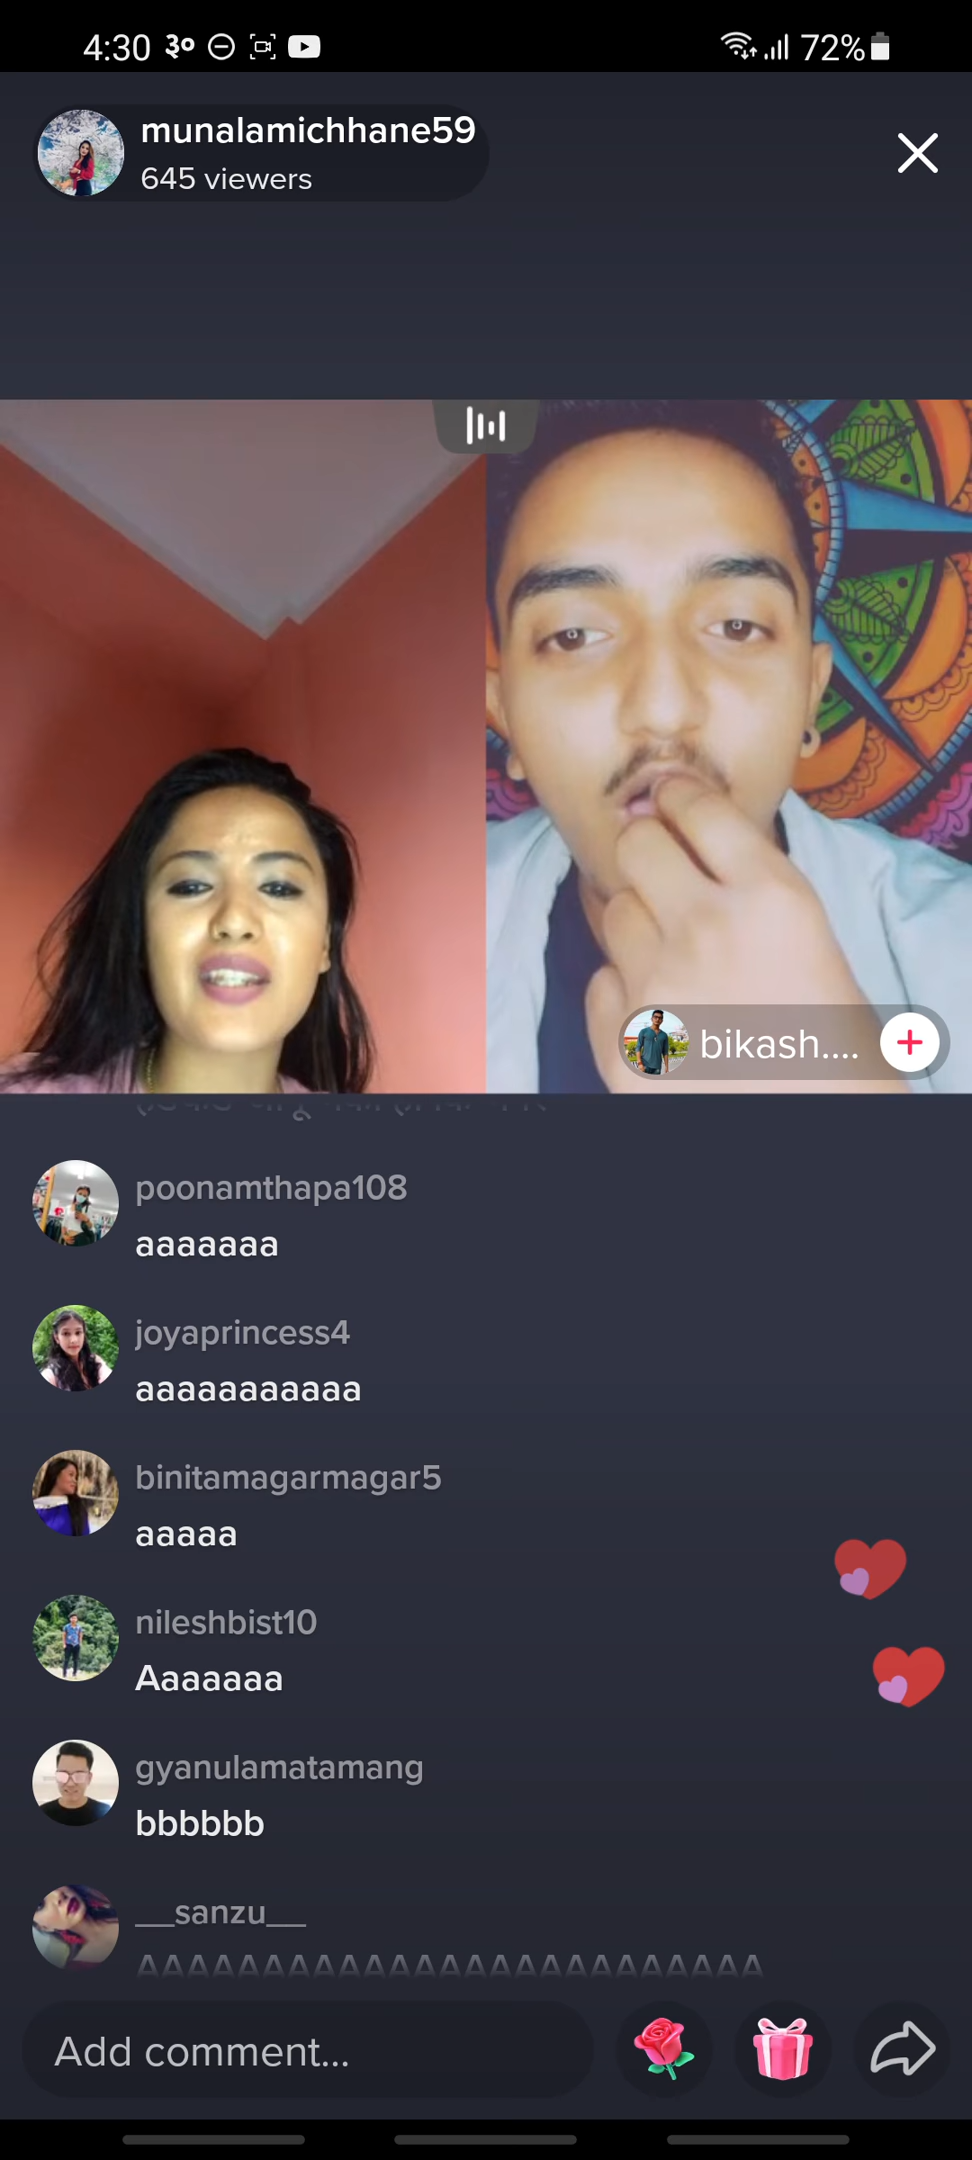 4:30 ३० 72%
munalamichhane59
645 viewers
bikash....
poonamthapa108
aaaaaaa
joyaprincess4
aaaaaaaaaaa
binitamagarmagar5
aaaaa
nileshbist10
Aaaaaaa
gyanulamatamang
bbbbbb
__sanzu__
AAAAAAAAAAAAAAAAAAAAAAAAA
Add comment...